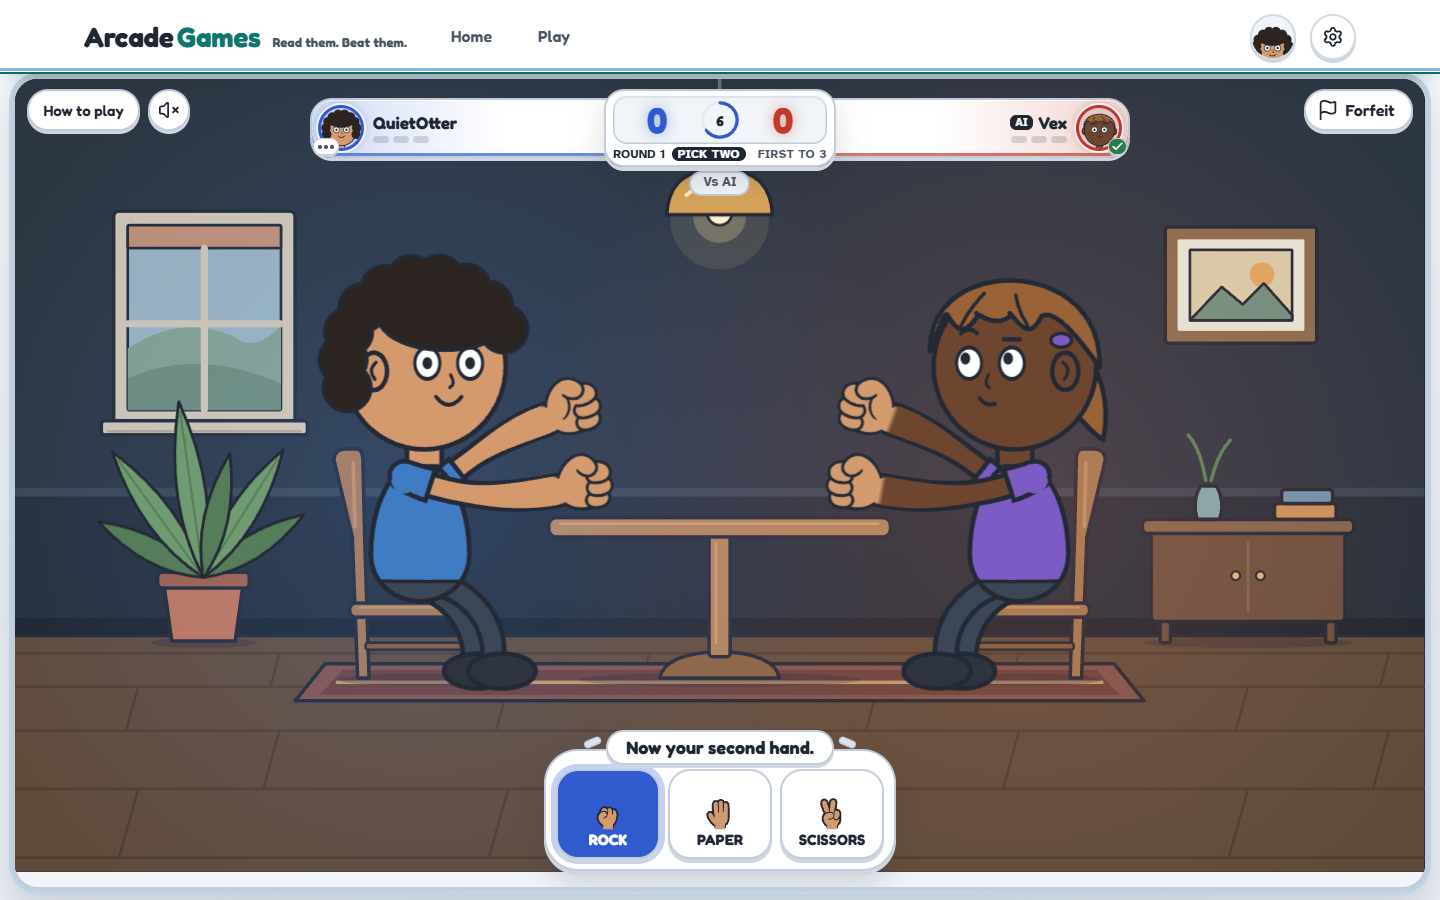 Arcade Games
Read them. Beat them.
Home
Play
How to play
QuietOtter
0
6
0
ROUND 1
PICK TWO
FIRST TO 3
AI Vex
Forfeit
Vs AI
Now your second hand.
ROCK
PAPER
SCISSORS